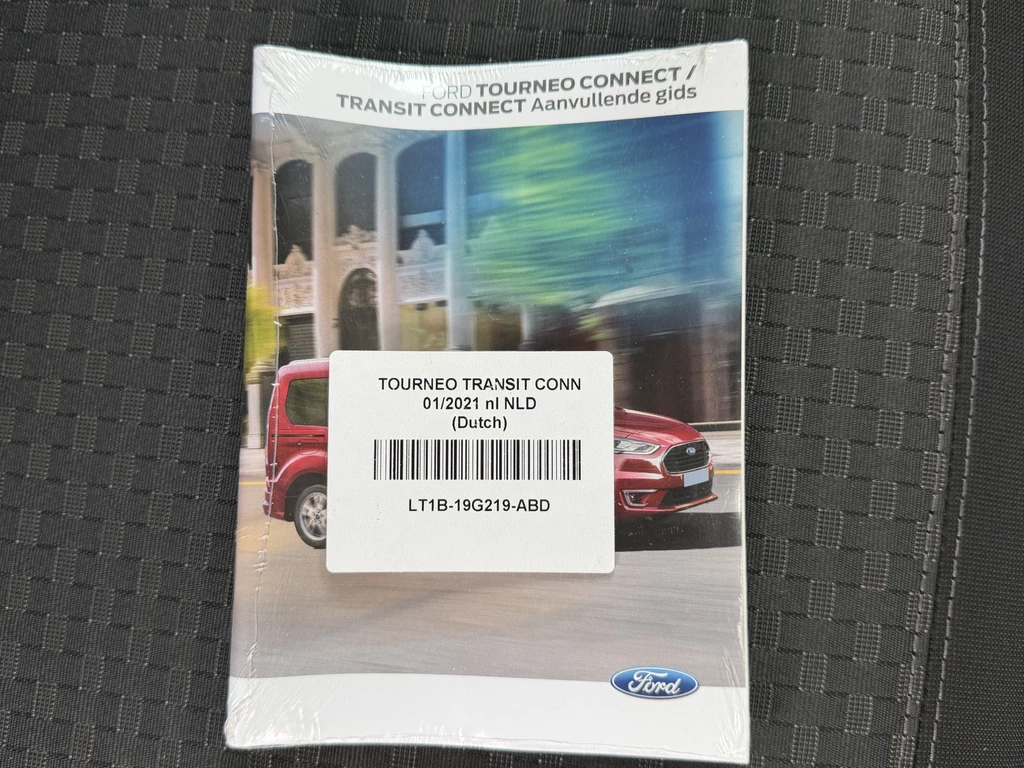 FORD TOURNEO CONNECT /
TRANSIT CONNECT Aanvullende gids
TOURNEO TRANSIT CONN
01/2021 nl NLD
(Dutch)
LT1B-19G219-ABD
Ford